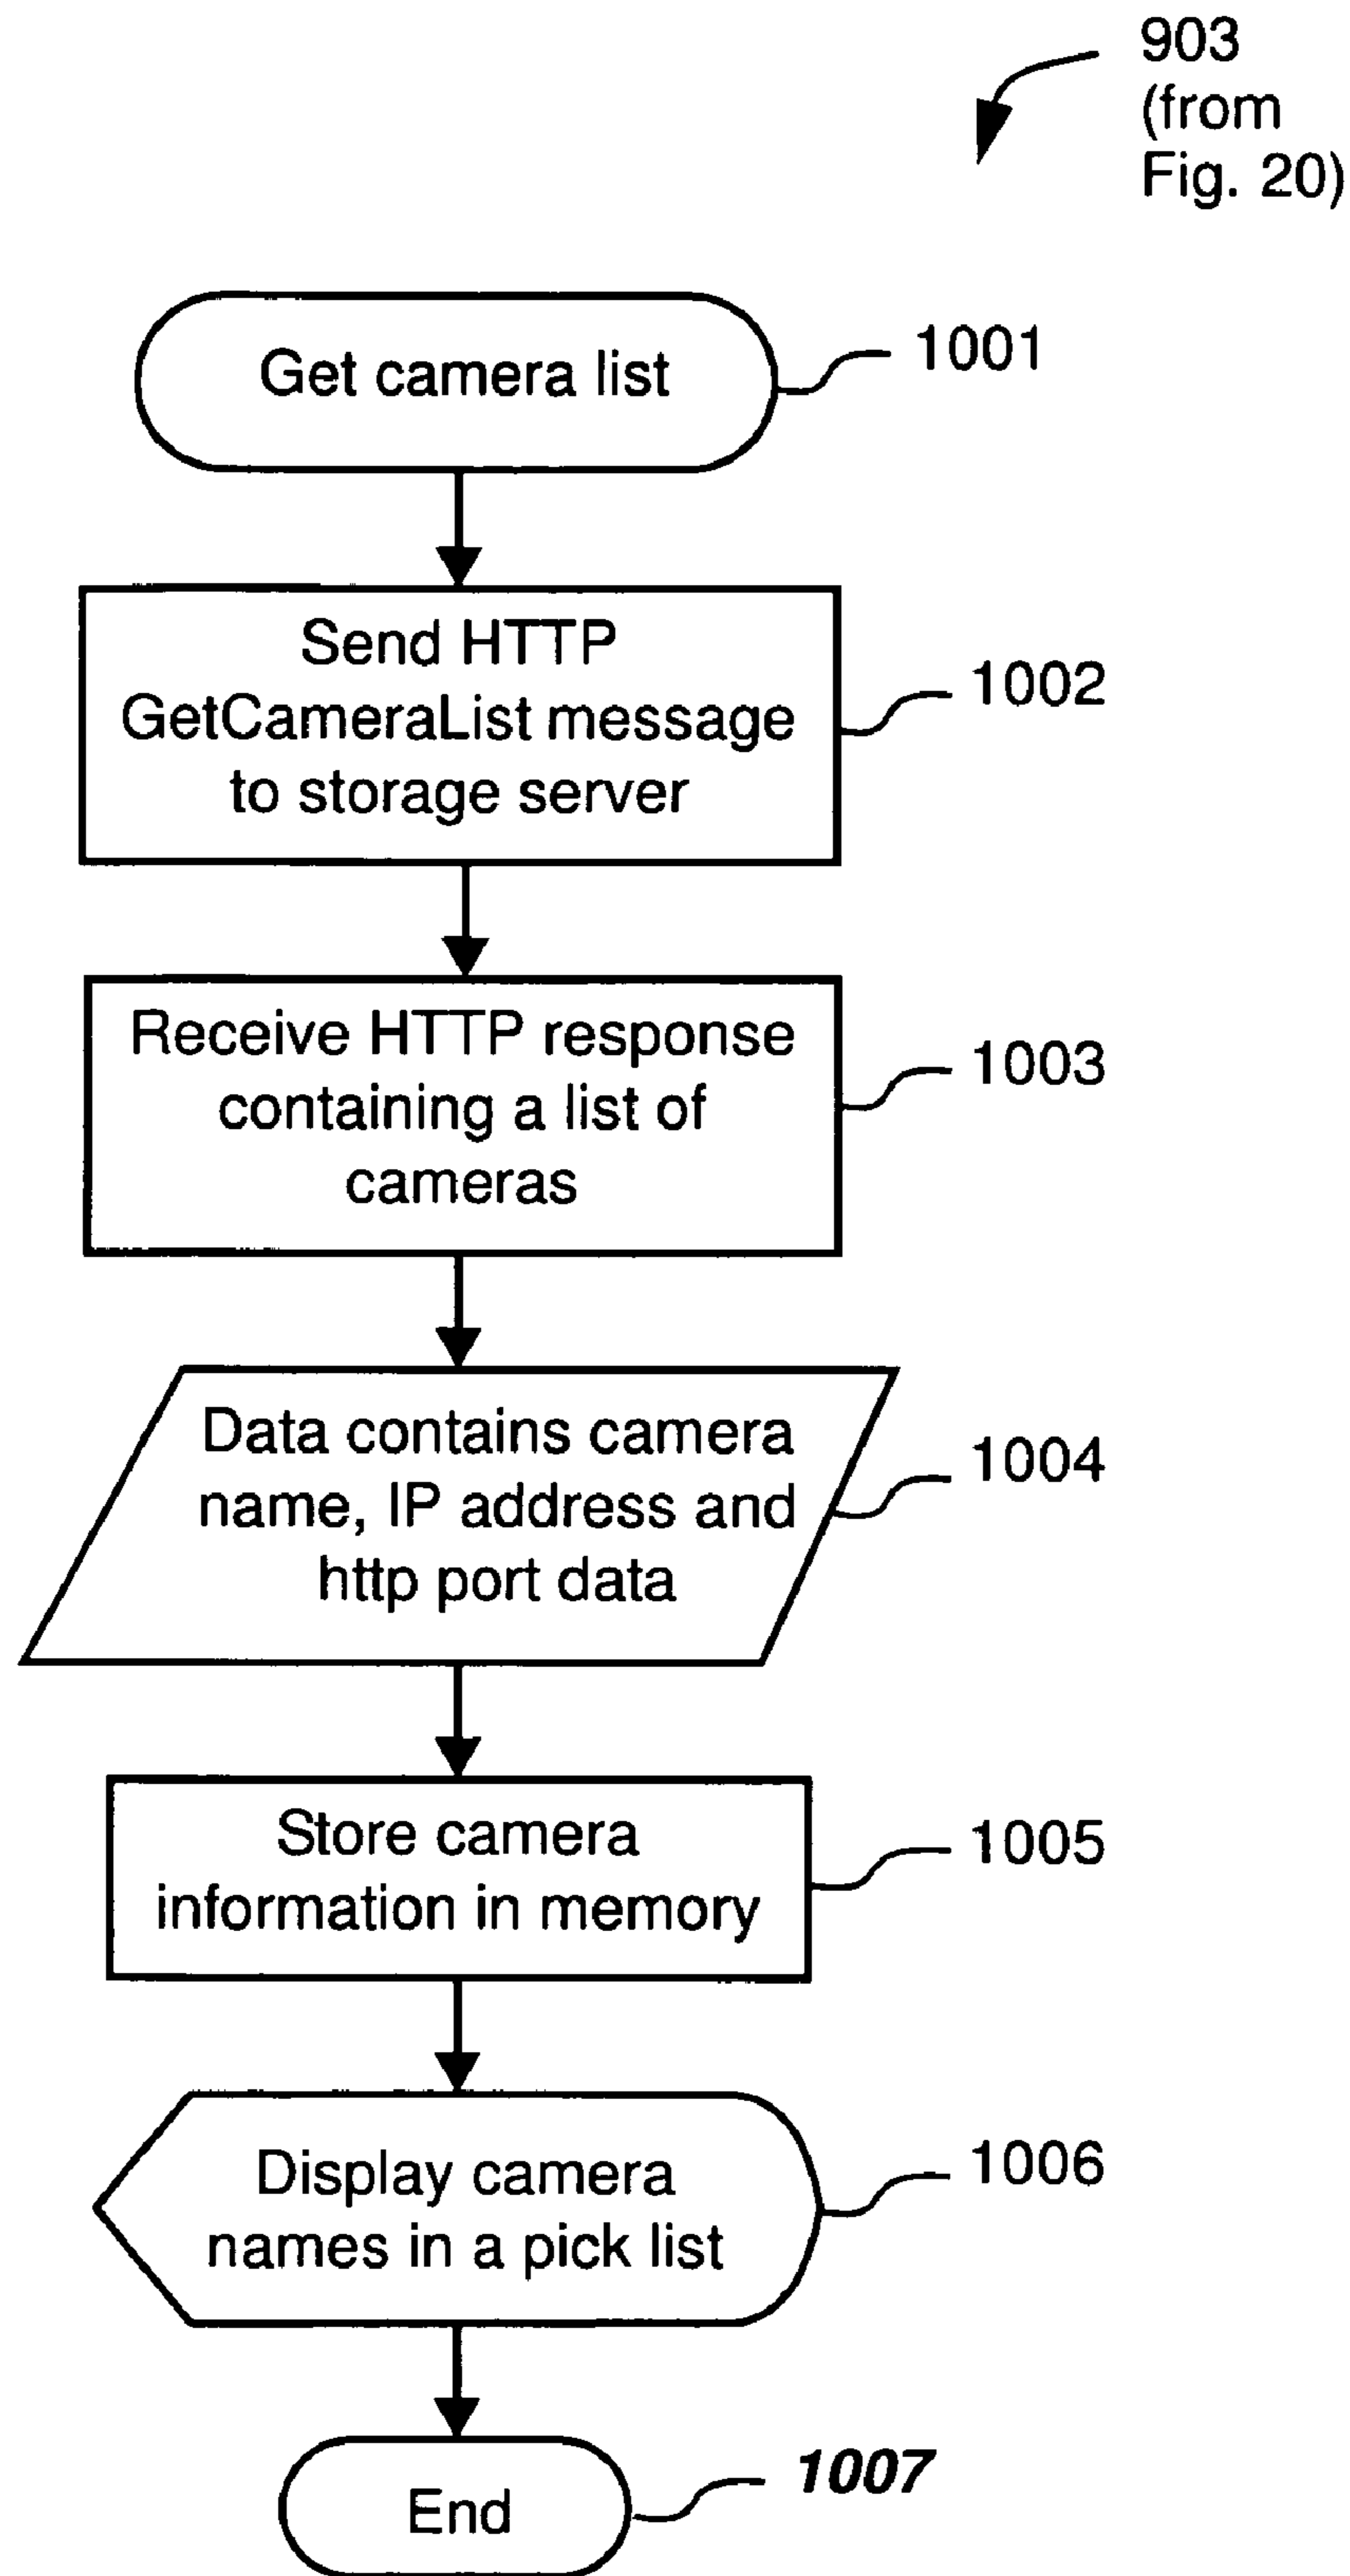 903
(from
Fig. 20)
Get camera list
1001
Send HTTP
GetCameraList message
to storage server
1002
Receive HTTP response
containing a list of
cameras
1003
Data contains camera
name, IP address and
http port data
1004
Store camera
information in memory
1005
Display camera
names in a pick list
1006
End
1007